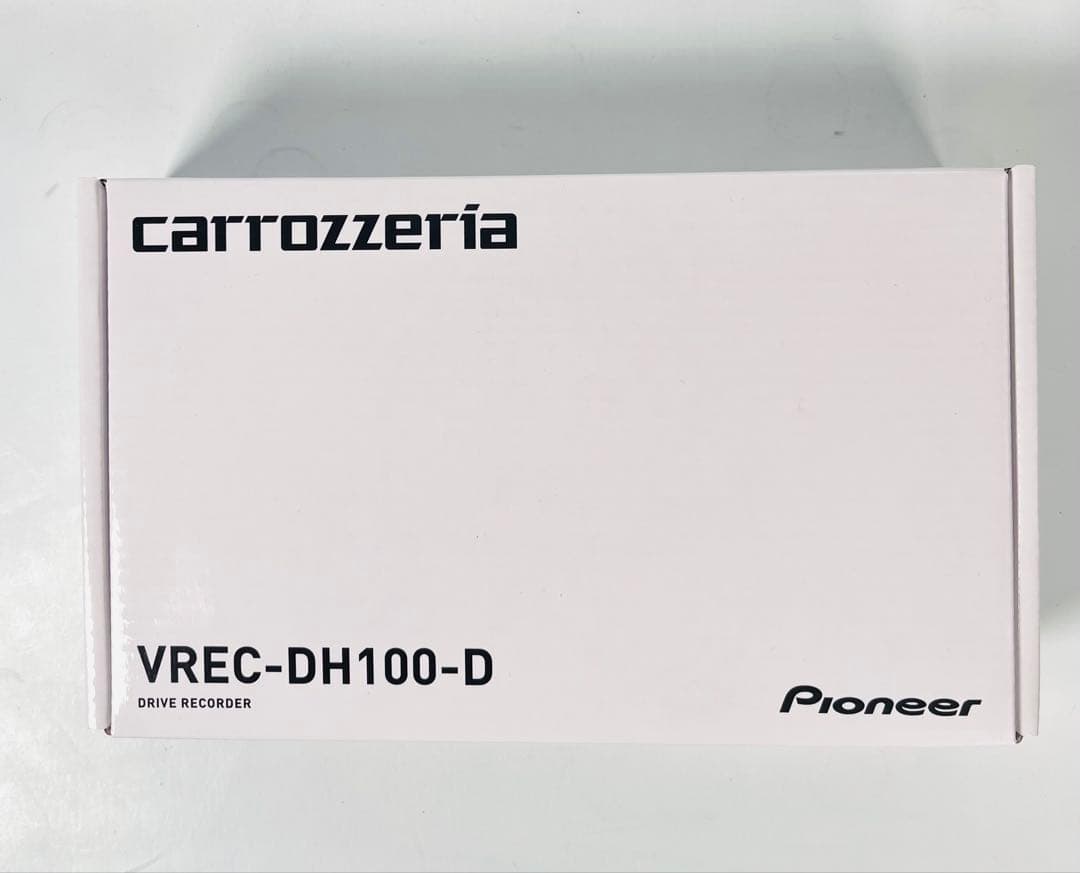 carrozzeria
VREC-DH100-D
DRIVE RECORDER
Pioneer